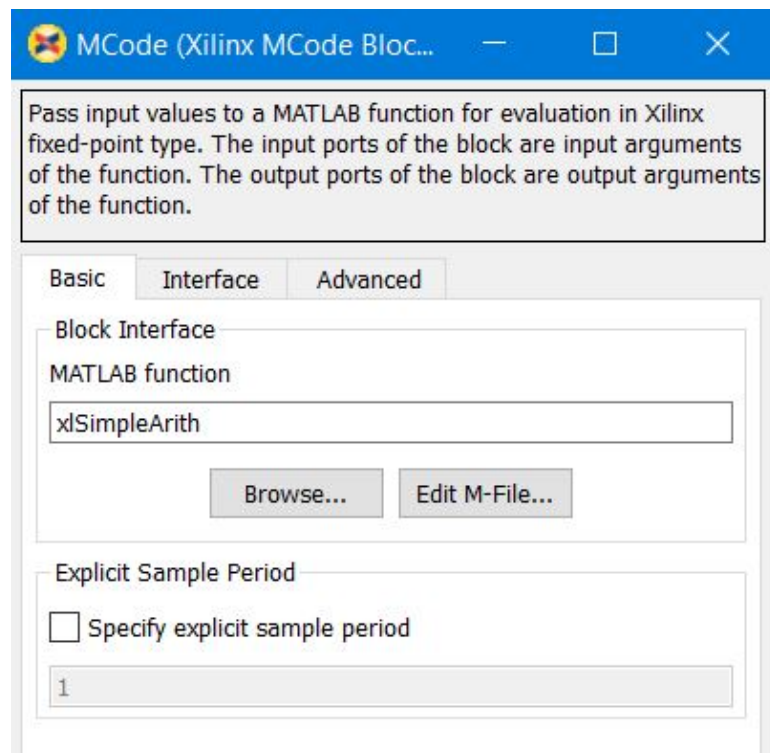 MCode (Xilinx MCode Bloc...
Pass input values to a MATLAB function for evaluation in Xilinx
fixed-point type. The input ports of the block are input arguments
of the function. The output ports of the block are output arguments
of the function.
Basic Interface Advanced
Block Interface
MATLAB function
xlSimpleArith
Browse... Edit M-File...
Explicit Sample Period
Specify explicit sample period
1